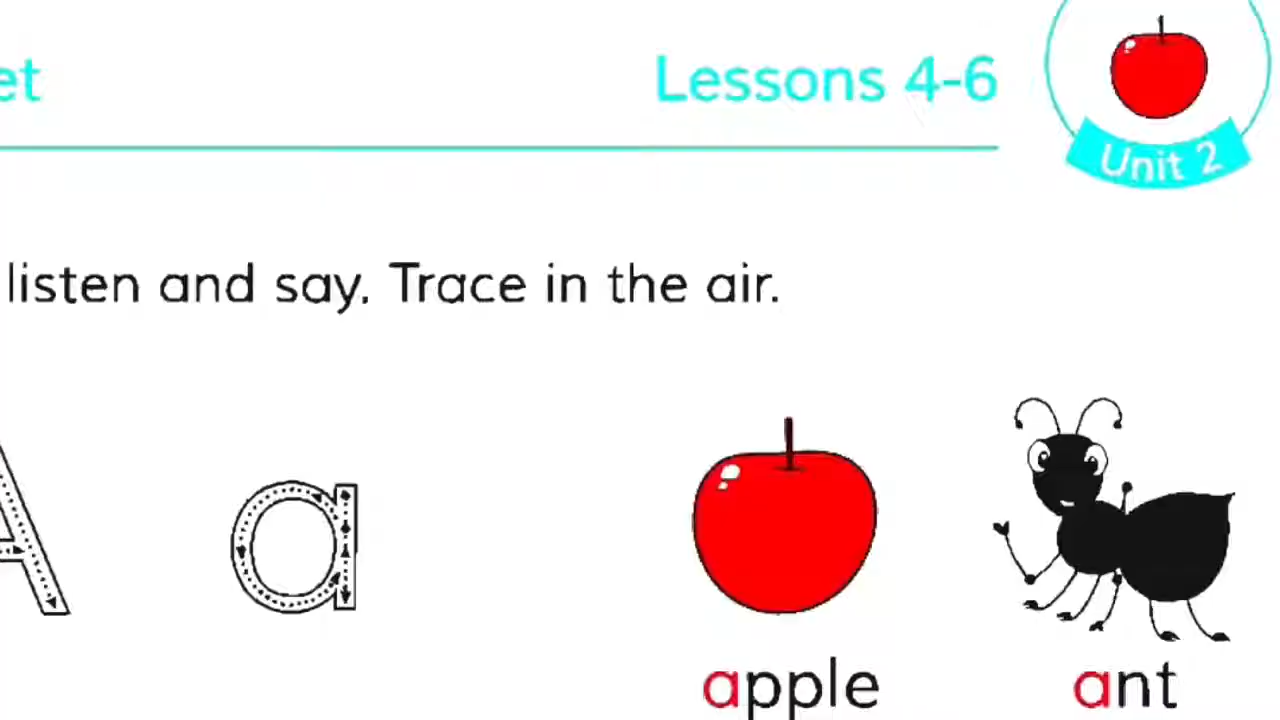 et
Lessons 4-6
Unit 2
listen and say. Trace in the air.
A a
apple
ant